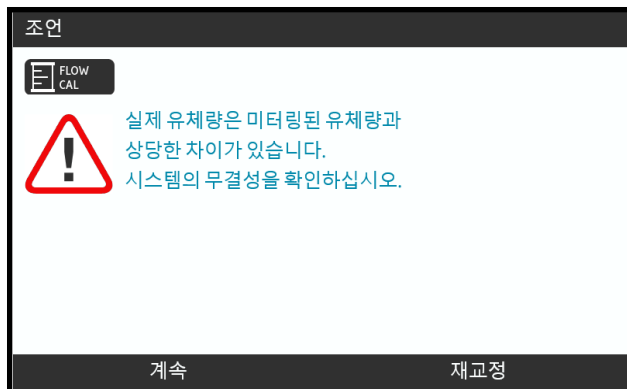 조언
FLOW
CAL
실제 유체량은 미터링된 유체량과
상당한 차이가 있습니다.
시스템의 무결성을 확인하십시오.
계속 재교정